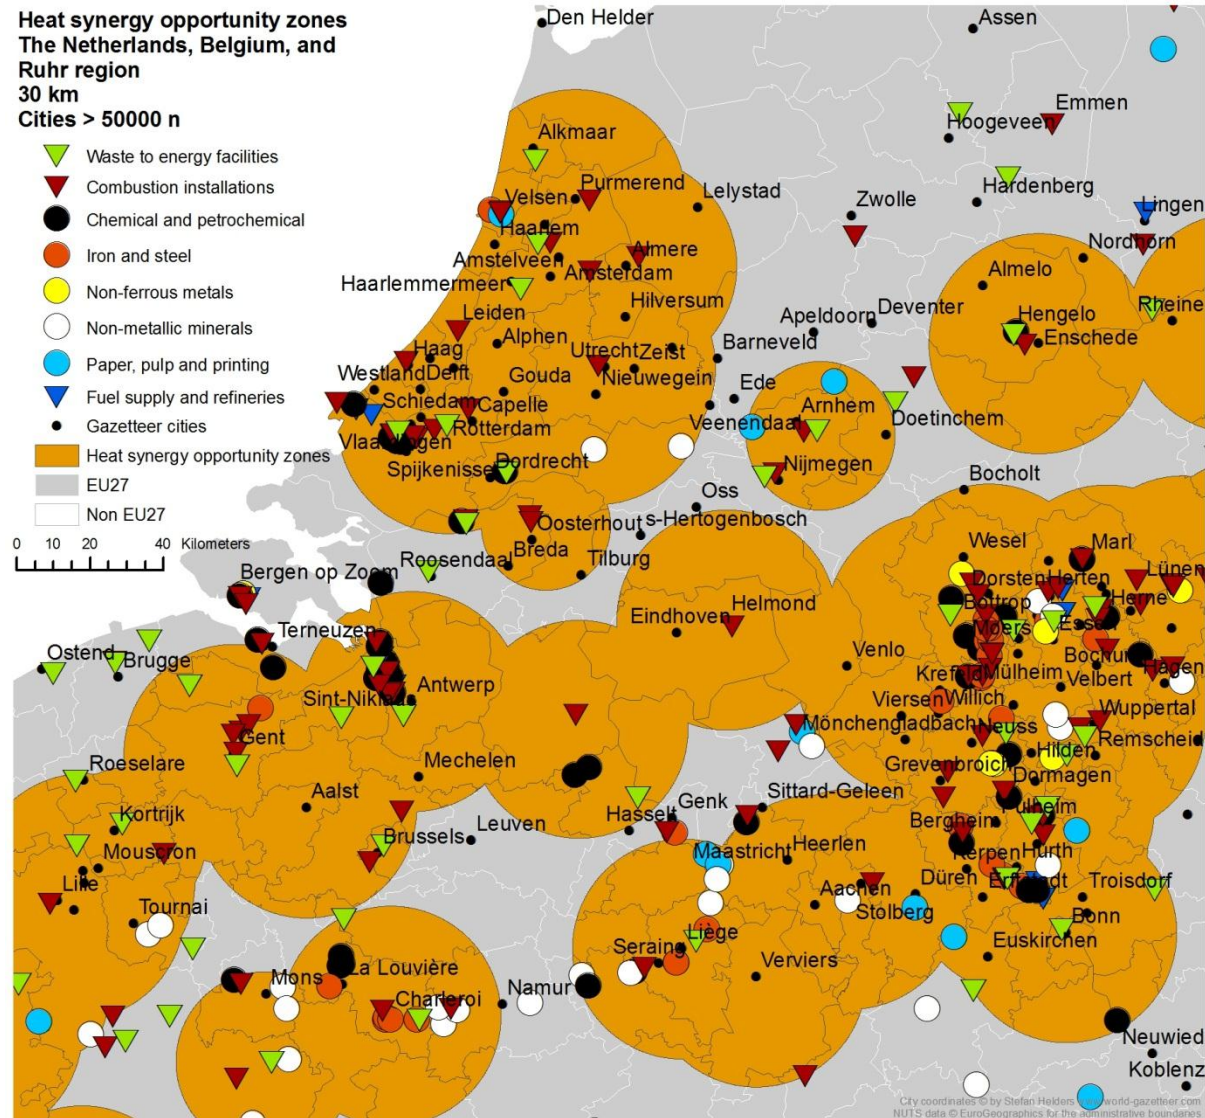 Heat synergy opportunity zones
The Netherlands, Belgium, and
Ruhr region
30 km
Cities > 50000 n
Waste to energy facilities
Combustion installations
Chemical and petrochemical
Iron and steel
Non-ferrous metals
Non-metallic minerals
Paper, pulp and printing
Fuel supply and refineries
Gazetteer cities
Heat synergy opportunity zones
EU27
Non EU27
0 10 20 40 Kilometers
Den Helder
Assen
Emmen
Hoogeveen
Alkmaar
Purmerend
Lelystad
Velsen
Zwolle
Hardenberg
Lingen
Haarlem
Nordhorn
Amstelveen
Almere
Amsterdam
Haarlemmermeer
Almelo
Hilversum
Leiden
Apeldoorn
Deventer
Hengelo
Rheine
Alphen
Enschede
Haag
Utrecht
Zeist
Barneveld
Westland
Delft
Gouda
Nieuwegein
Ede
Schiedam
Capelle
Arnhem
Rotterdam
Veenendaal
Doetinchem
Vlaardingen
Spijkenisse
Dordrecht
Nijmegen
Bocholt
Oss
Oosterhout
s-Hertogenbosch
Roosendaal
Breda
Tilburg
Wesel
Marl
Bergen op Zoom
Dorsten
Herten
Lünen
Bottrop
Herne
Eindhoven
Helmond
Moers
Essen
Terneuzen
Ostend
Brugge
Venlo
Bochum
Hagen
Krefeld
Mülheim
Velbert
Sint-Niklaas
Antwerp
Viersen
Willich
Wuppertal
Mönchengladbach
Neuss
Gent
Hilden
Remscheid
Roeselare
Mechelen
Grevenbroich
Dormagen
Aalst
Sittard-Geleen
Pulheim
Kortrijk
Hasselt
Genk
Bergheim
Brussels
Leuven
Mouscron
Maastricht
Heerlen
Kerpen
Hürth
Lille
Aachen
Düren
Erftstadt
Troisdorf
Tournai
Stolberg
Bonn
Liège
Seraing
Euskirchen
Mons
La Louvière
Verviers
Namur
Charleroi
Neuwied
Koblenz
City coordinates © by Stefan Helders www.world-gazetteer.com
NUTS data © EuroGeographics for the administrative boundaries